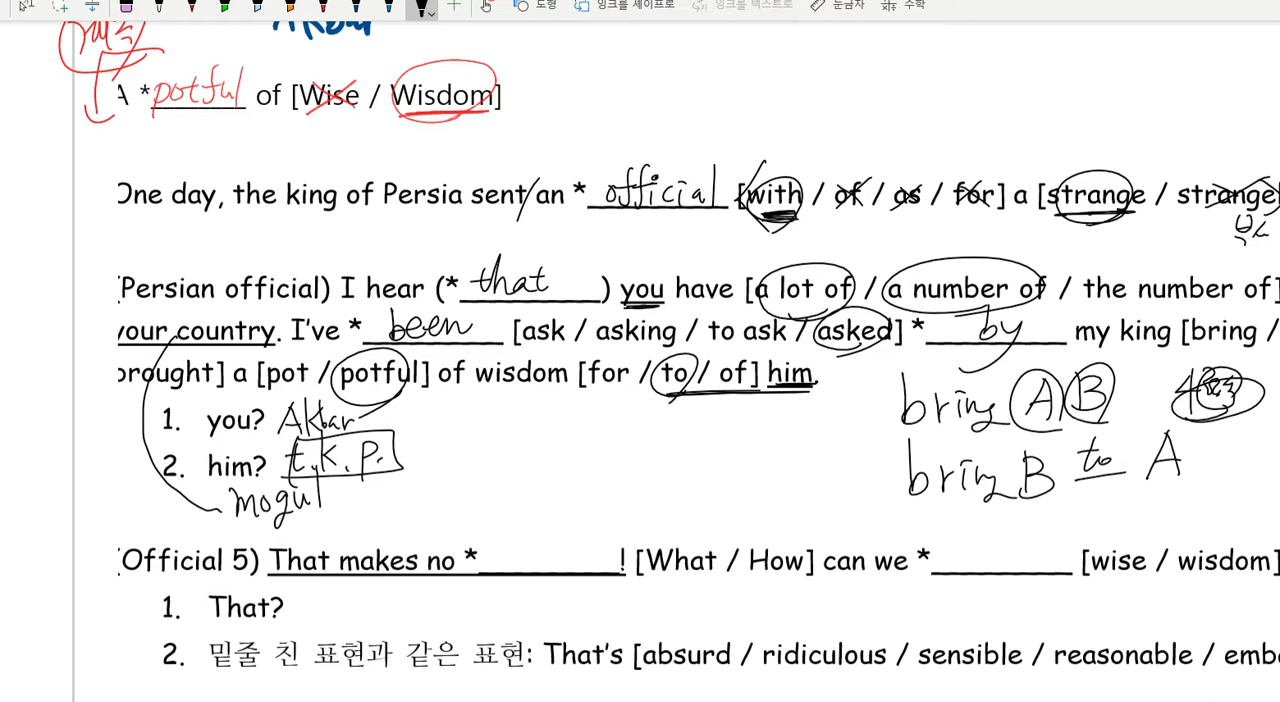 도형 잉크를 셰이프로 잉크를 텍스트로 눈금자 수학
Akbar
A *potful of [Wise / Wisdom]
One day, the king of Persia sent/an *official [with / of / as / for] a [strange / strangel
(Persian official) I hear (*that) you have [a lot of / a number of / the number of]
your country. I've *been [ask / asking / to ask / asked] *by my king [bring /
brought] a [pot / potful] of wisdom [for / to / of] him.
bring A B
1. you? Akbar
2. him? t.K.P.
bring B to A
mogul
(Official 5) That makes no *________! [What / How] can we *________ [wise / wisdom]
1. That?
2. 밑줄 친 표현과 같은 표현: That's [absurd / ridiculous / sensible / reasonable / emb